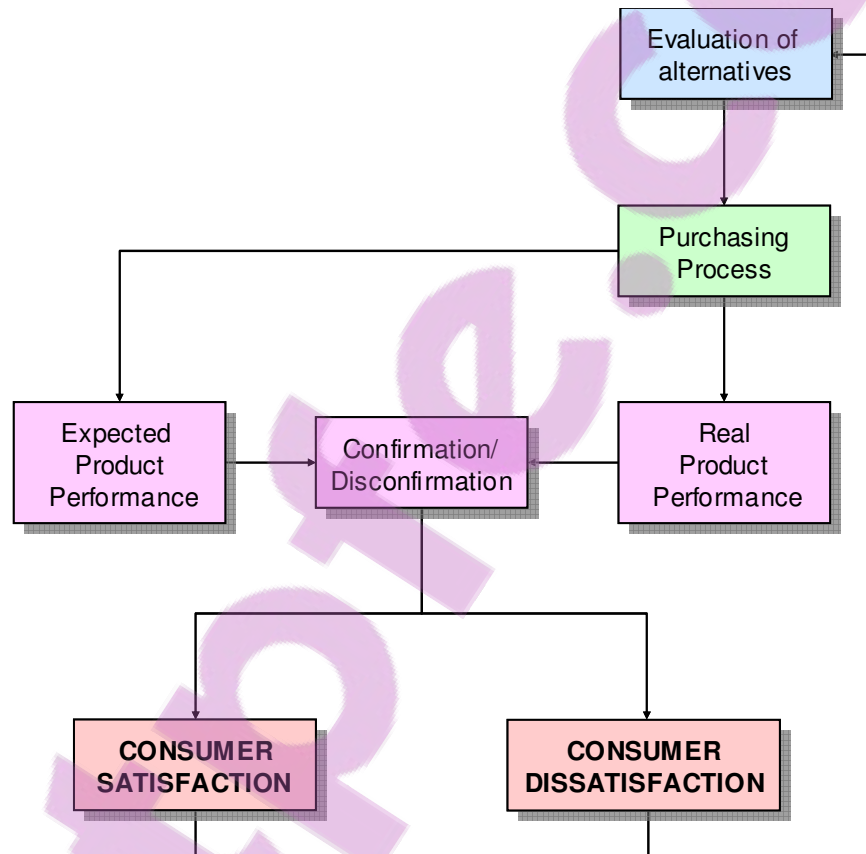 Evaluation of
alternatives
Purchasing
Process
Expected
Product
Performance
Confirmation/
Disconfirmation
Real
Product
Performance
CONSUMER
SATISFACTION
CONSUMER
DISSATISFACTION